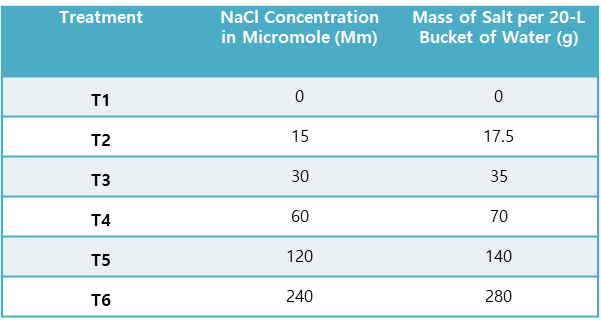 Treatment NaCl Concentration in Micromole (Mm) Mass of Salt per 20-L Bucket of Water (g)
T1 0 0
T2 15 17.5
T3 30 35
T4 60 70
T5 120 140
T6 240 280